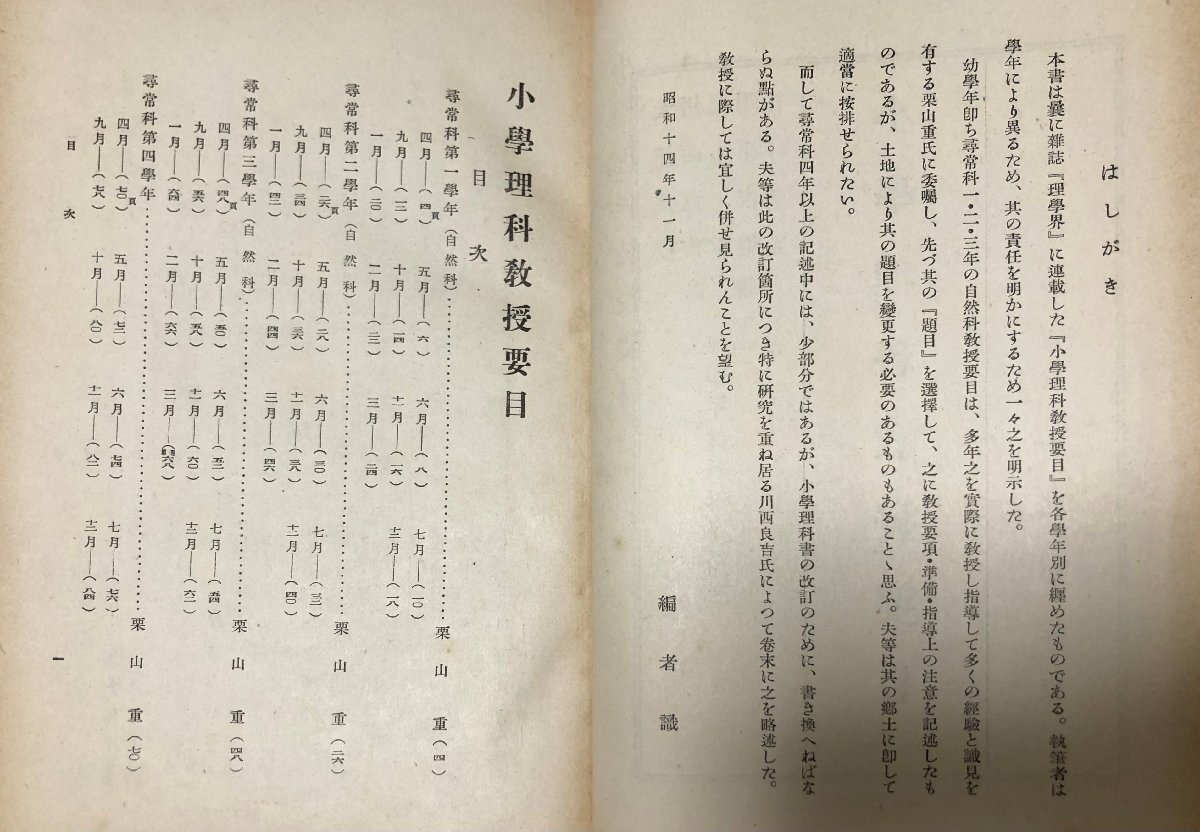 はしがき
本書は曩に雜誌『理學界』に連載した『小學理科敎授要目』を各學年別に纒めたものである。執筆者は
學年により異るため、其の責任を明かにするため一々之を明示した。
幼學年卽ち尋常科一・二・三年の自然科敎授要目は、多年之を實際に敎授し指導して多くの經驗と識見を
有する栗山重氏に委囑し、先づ其の『題目』を選擇して、之に敎授要項・準備・指導上の注意を記述したも
のであるが、土地により其の題目を變更する必要のあるものもあることゝ思ふ。夫等は其の鄕土に卽して
適當に按排せられたい。
而して尋常科四年以上の記述中には、少部分ではあるが、小學理科書の改訂のために、書き換へねばな
らぬ點がある。夫等は此の改訂箇所につき特に硏究を重ね居る川西良吉氏によつて卷末に之を略述した。
敎授に際しては宜しく併せ見られんことを望む。
昭和十四年十一月
編者識
小學理科敎授要目
目次
尋常科第一學年（自然科）……栗山重（四）
四月――（四）頁 五月――（六） 六月――（八） 七月――（一〇）
九月――（一二） 十月――（一四） 十一月――（一六） 十二月――（一八）
一月――（二〇） 二月――（二二） 三月――（二四）
尋常科第二學年（自然科）……栗山重（二六）
四月――（二六）頁 五月――（二八） 六月――（三〇） 七月――（三二）
九月――（三四） 十月――（三六） 十一月――（三八） 十二月――（四〇）
一月――（四二） 二月――（四四） 三月――（四六）
尋常科第三學年（自然科）……栗山重（四八）
四月――（四八）頁 五月――（五〇） 六月――（五二） 七月――（五四）
九月――（五六） 十月――（五八） 十一月――（六〇） 十二月――（六二）
一月――（六四） 二月――（六六） 三月――（六八）
尋常科第四學年……栗山重（七〇）
四月――（七〇）頁 五月――（七二） 六月――（七四） 七月――（七六）
九月――（七八） 十月――（八〇） 十一月――（八二） 十二月――（八四）
目次
一